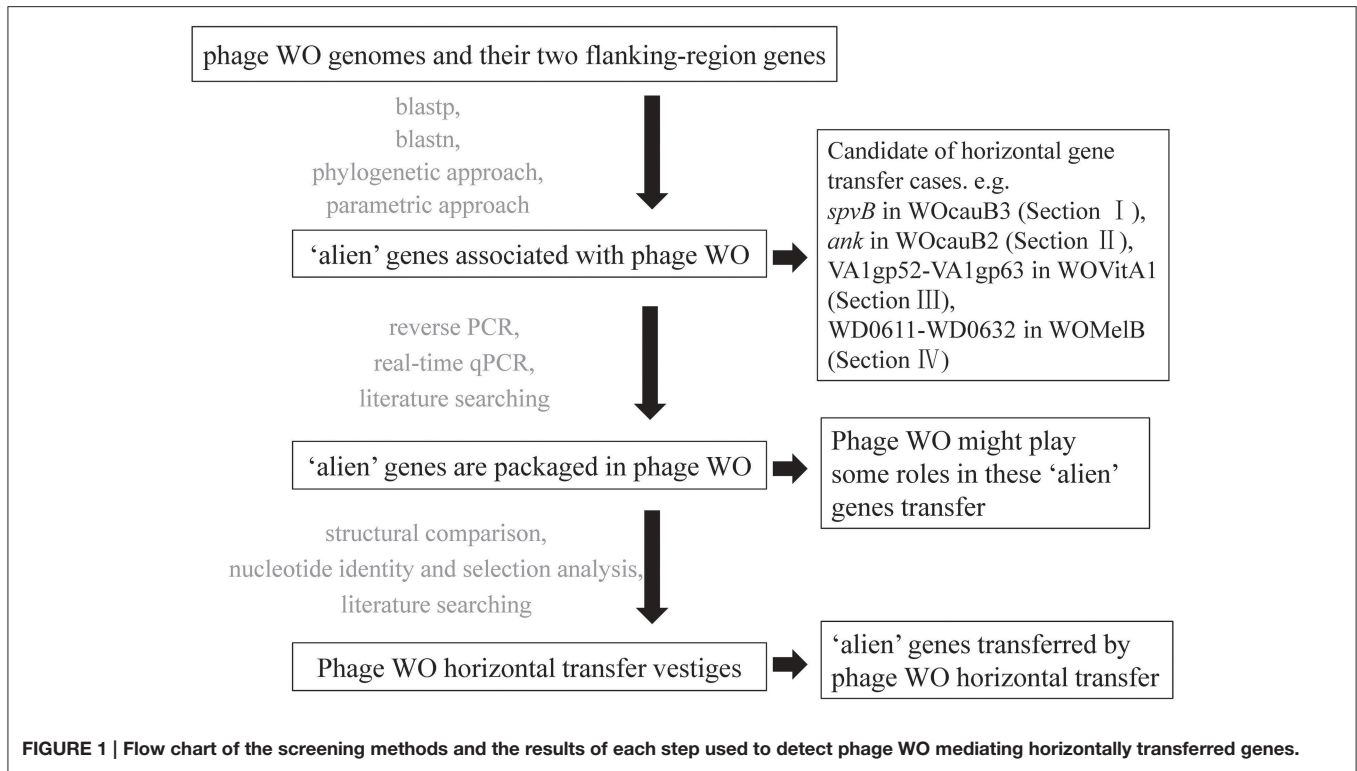 phage WO genomes and their two flanking-region genes
blastp,
blastn,
phylogenetic approach,
parametric approach
Candidate of horizontal gene
transfer cases. e.g.
spvB in WOcauB3 (Section Ⅰ),
ank in WOcauB2 (Section Ⅱ),
VA1gp52-VA1gp63 in WOVitA1
(Section Ⅲ),
WD0611-WD0632 in WOMelB
(Section Ⅳ)
‘alien’ genes associated with phage WO
reverse PCR,
real-time qPCR,
literature searching
‘alien’ genes are packaged in phage WO
Phage WO might play
some roles in these ‘alien’
genes transfer
structural comparison,
nucleotide identity and selection analysis,
literature searching
Phage WO horizontal transfer vestiges
‘alien’ genes transferred by
phage WO horizontal transfer
FIGURE 1 | Flow chart of the screening methods and the results of each step used to detect phage WO mediating horizontally transferred genes.